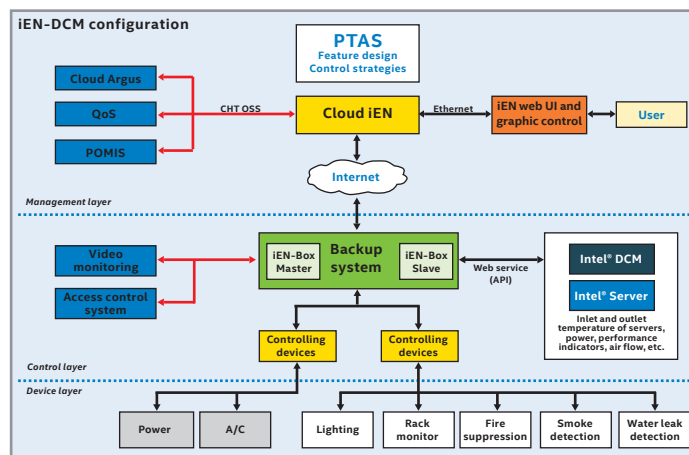 iEN-DCM configuration
PTAS
Feature design
Control strategies
Cloud Argus
QoS
POMIS
CHT OSS
Cloud iEN
Ethernet
iEN web UI and
graphic control
User
Internet
Management layer
Video
monitoring
Access control
system
iEN-Box
Master
Backup
system
iEN-Box
Slave
Web service
(API)
Intel® DCM
Intel® Server
Inlet and outlet
temperature of servers,
power, performance
indicators, air flow, etc.
Controlling
devices
Controlling
devices
Control layer
Device layer
Power
A/C
Lighting
Rack
monitor
Fire
suppression
Smoke
detection
Water leak
detection